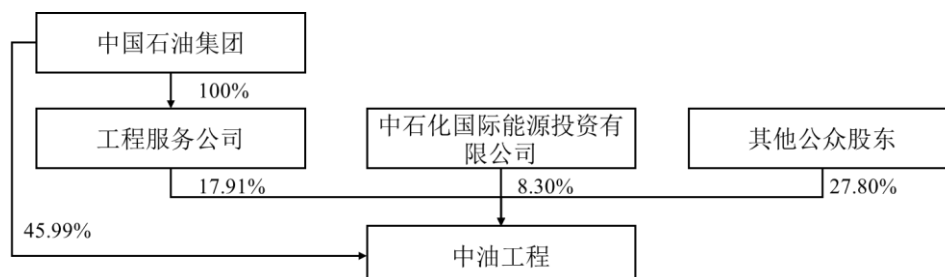 中国石油集团
100%
工程服务公司
中石化国际能源投资有
限公司
其他公众股东
17.91%
8.30%
27.80%
45.99%
中油工程